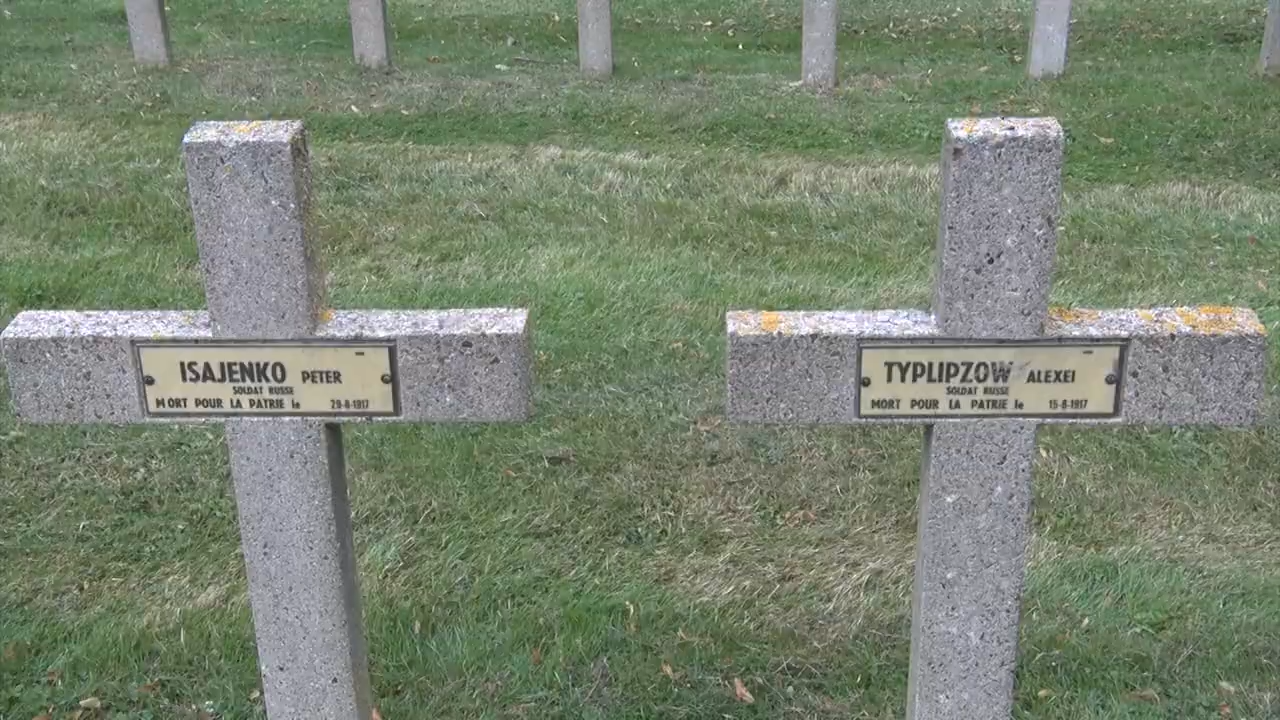 ISAJENKO PETER
SOLDAT RUSSE
MORT POUR LA PATRIE le 29-8-1917
TYPLIPZOW ALEXEI
SOLDAT RUSSE
MORT POUR LA PATRIE le 15-8-1917